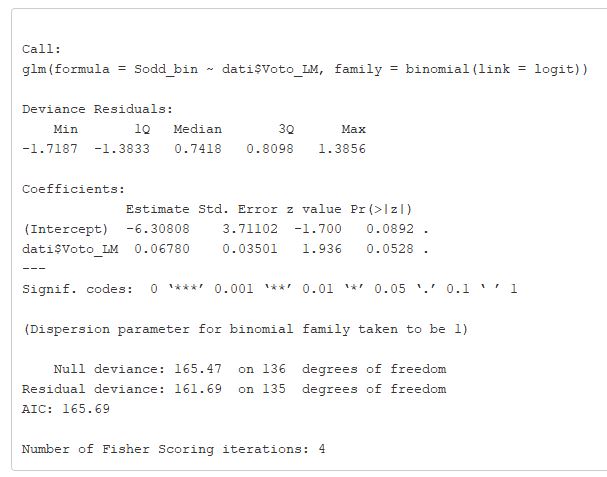 Call:
glm(formula = Sodd_bin ~ dati$Voto_LM, family = binomial(link = logit))
Deviance Residuals:
Min 1Q Median 3Q Max
-1.7187 -1.3833 0.7418 0.8098 1.3856
Coefficients:
Estimate Std. Error z value Pr(>|z|)
(Intercept) -6.30808 3.71102 -1.700 0.0892 .
dati$Voto_LM 0.06780 0.03501 1.936 0.0528 .
---
Signif. codes: 0 ‘***’ 0.001 ‘**’ 0.01 ‘*’ 0.05 ‘.’ 0.1 ‘ ’ 1
(Dispersion parameter for binomial family taken to be 1)
Null deviance: 165.47 on 136 degrees of freedom
Residual deviance: 161.69 on 135 degrees of freedom
AIC: 165.69
Number of Fisher Scoring iterations: 4